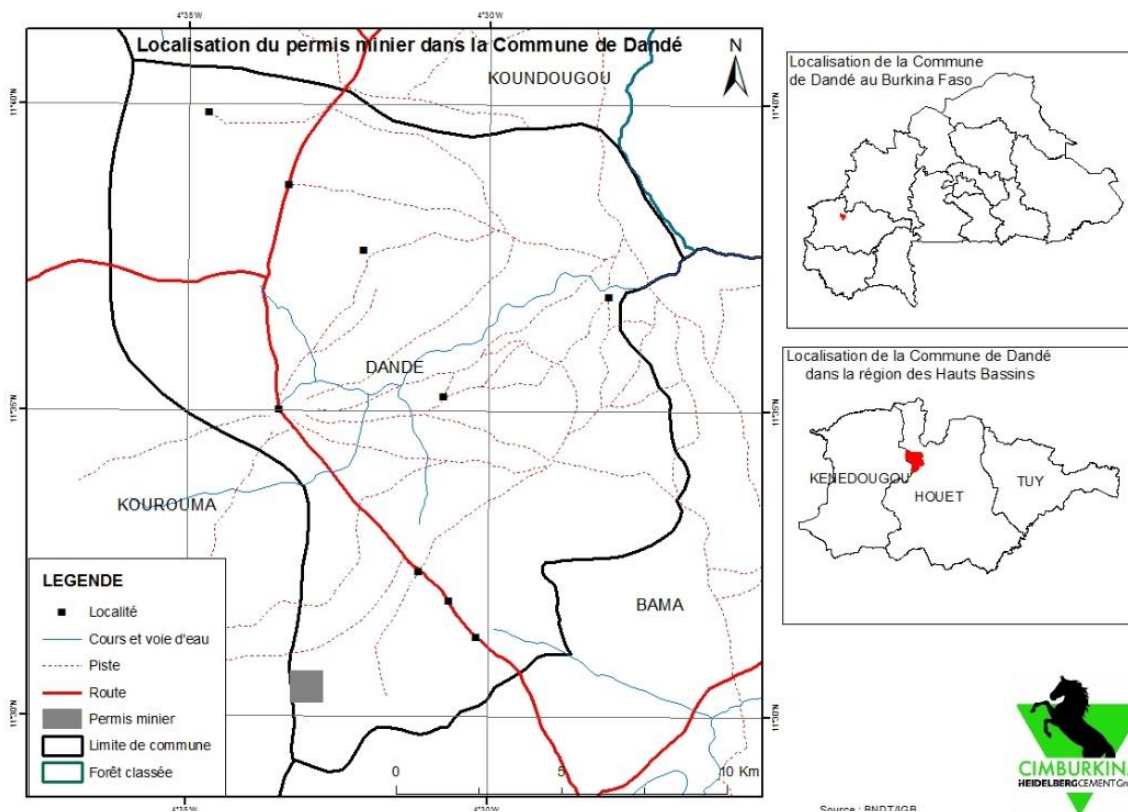 4°35'W
4°30'W
Localisation du permis minier dans la Commune de Dandé
N
KOUNDOUGOU
11°40'N
11°40'N
DANDE
11°35'N
11°35'N
KOUROUMA
BAMA
11°30'N
11°30'N
LEGENDE
Localité
Cours et voie d'eau
Piste
Route
Permis minier
Limite de commune
Forêt classée
0 5 10 Km
4°35'W
4°30'W
Localisation de la Commune
de Dandé au Burkina Faso
Localisation de la Commune de Dandé
dans la région des Hauts Bassins
KENEDOUGOU
HOUET
TUY
CIMBURKINA
HEIDELBERGCEMENT
Source : BNDT/IGB